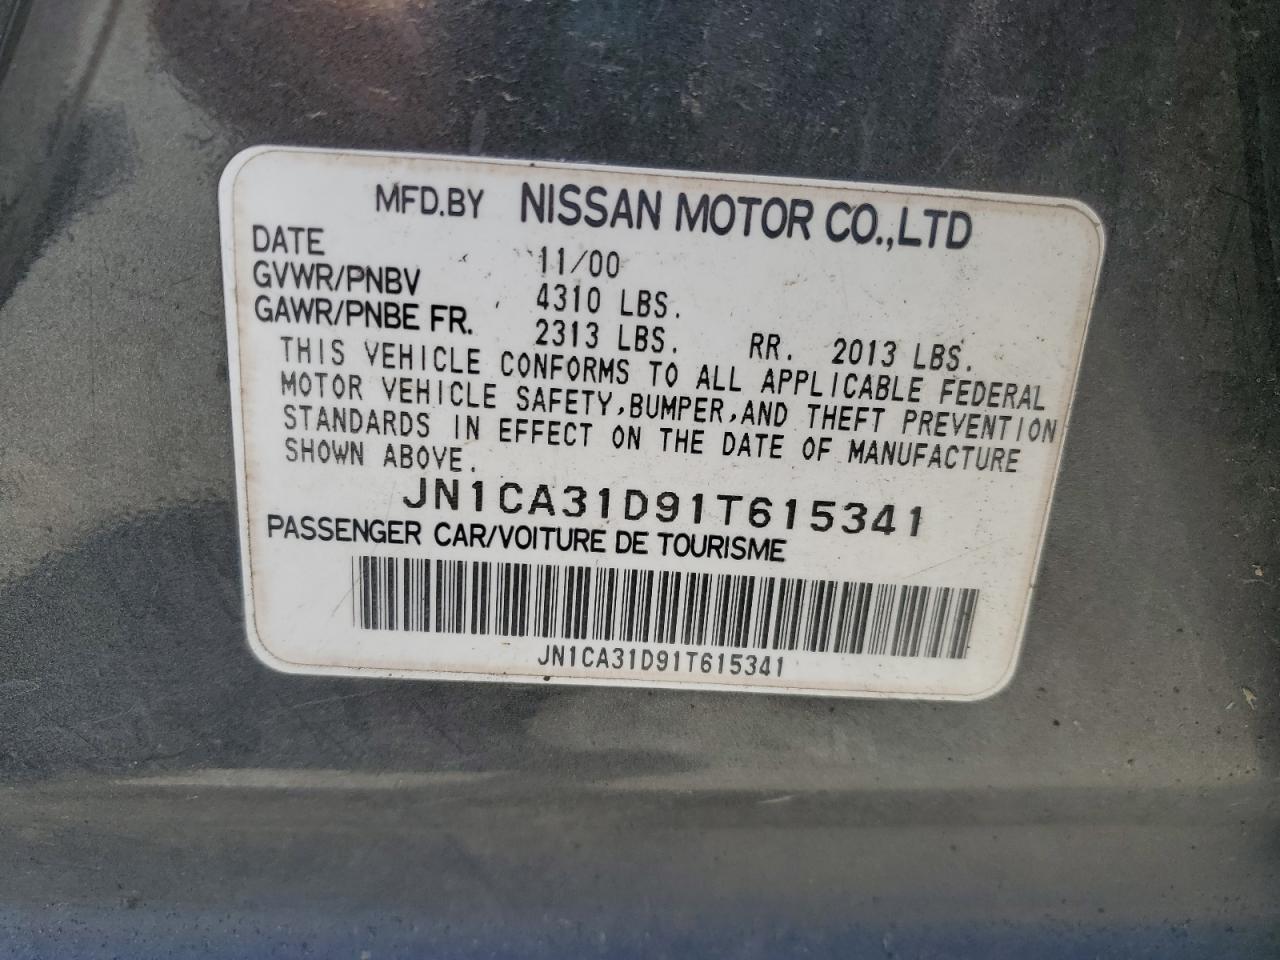 MFD.BY NISSAN MOTOR CO.,LTD
DATE 11/00
GVWR/PNBV 4310 LBS.
GAWR/PNBE FR. 2313 LBS. RR. 2013 LBS.
THIS VEHICLE CONFORMS TO ALL APPLICABLE FEDERAL
MOTOR VEHICLE SAFETY,BUMPER,AND THEFT PREVENTION
STANDARDS IN EFFECT ON THE DATE OF MANUFACTURE
SHOWN ABOVE.
JN1CA31D91T615341
PASSENGER CAR/VOITURE DE TOURISME
JN1CA31D91T615341